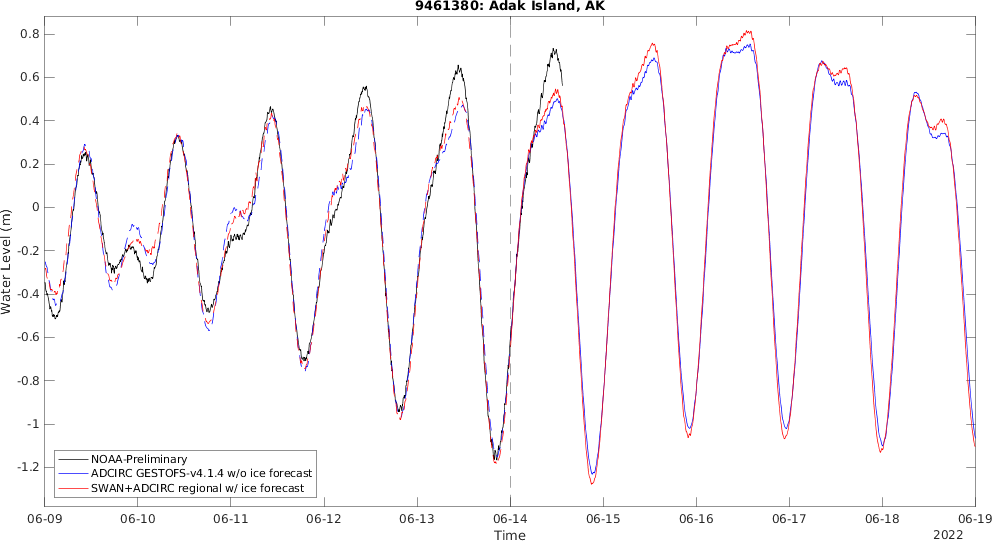 9461380: Adak Island, AK
Water Level (m)
0.8
0.6
0.4
0.2
0
-0.2
-0.4
-0.6
-0.8
-1
-1.2
NOAA-Preliminary
ADCIRC GESTOFS-v4.1.4 w/o ice forecast
SWAN+ADCIRC regional w/ ice forecast
06-09 06-10 06-11 06-12 06-13 06-14 06-15 06-16 06-17 06-18 06-19
Time
2022